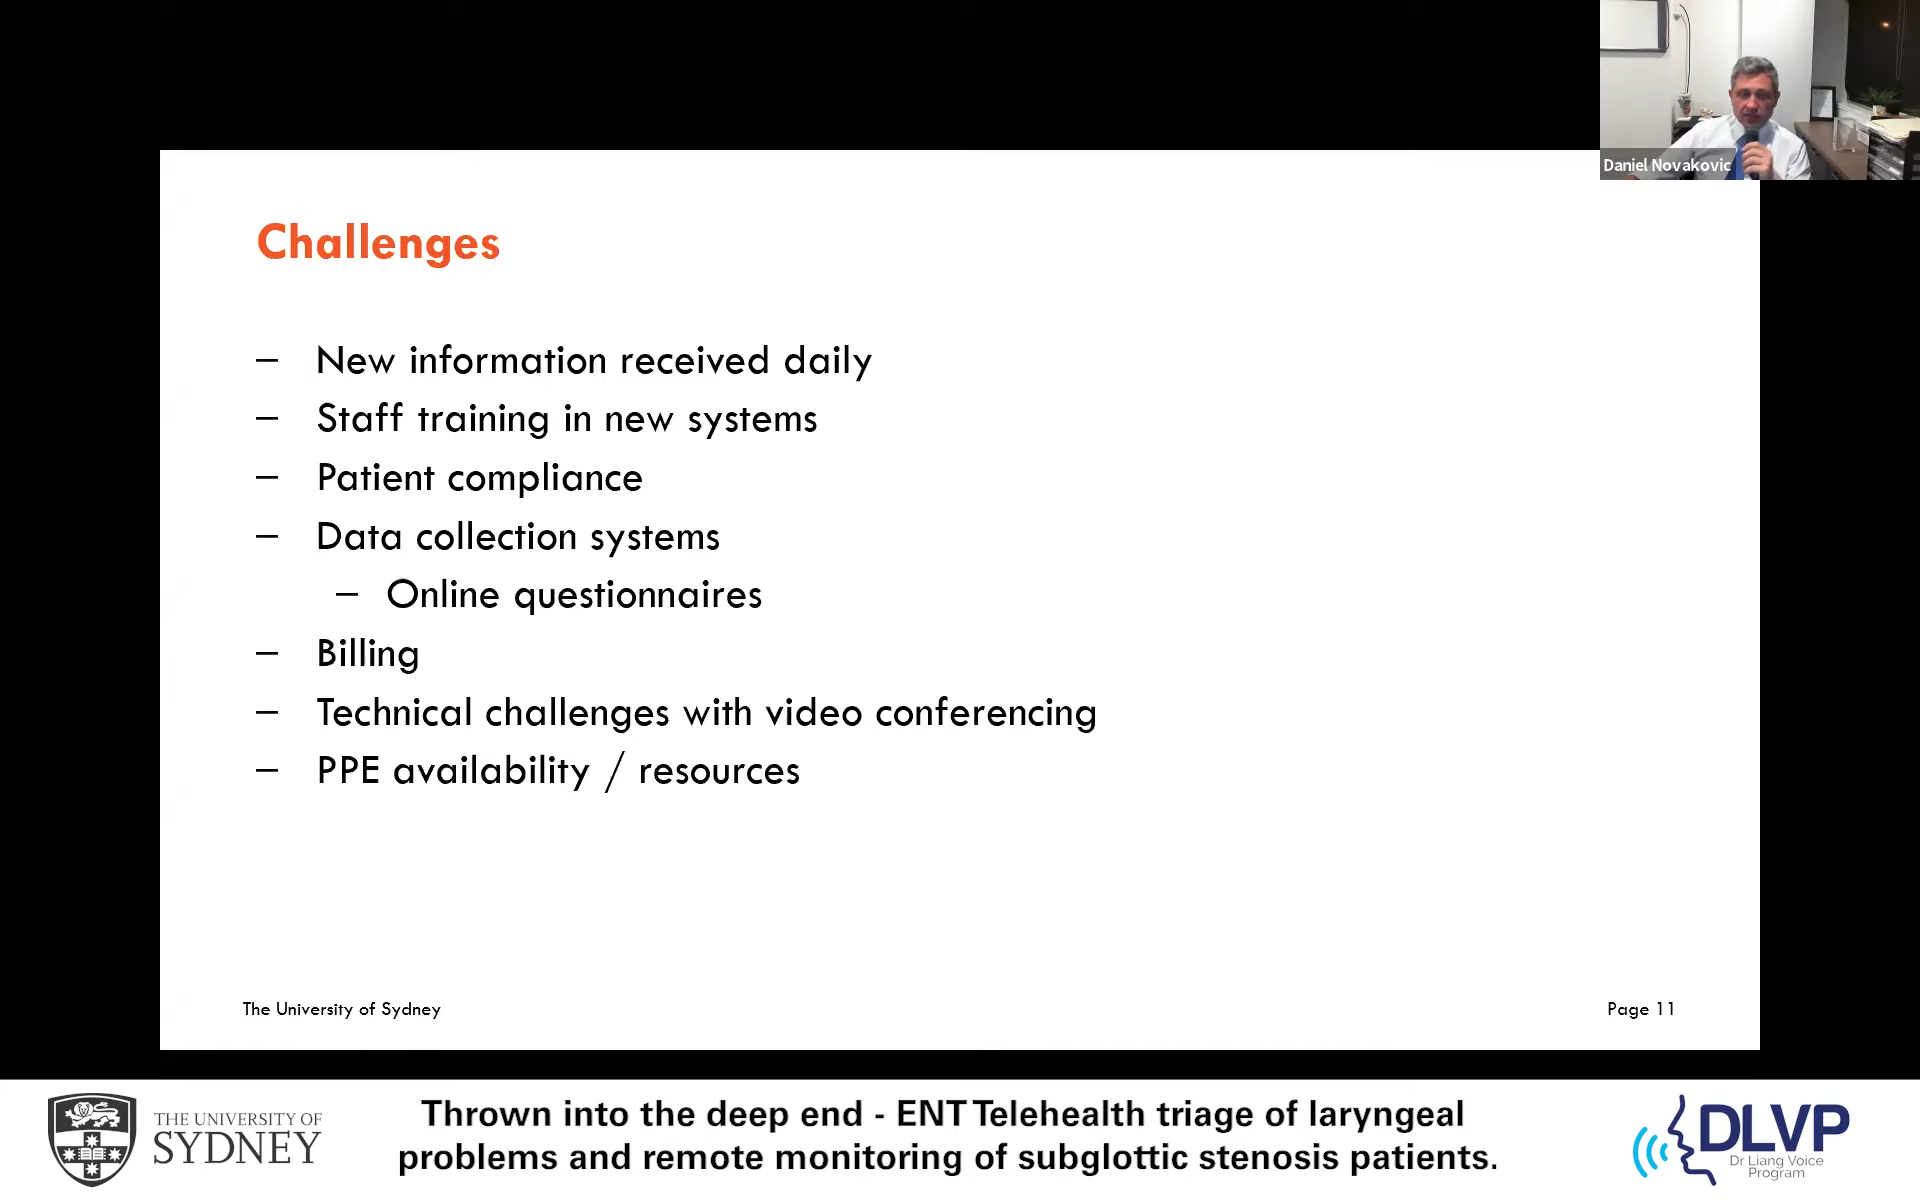 Daniel Novakovic
Challenges
– New information received daily
– Staff training in new systems
– Patient compliance
– Data collection systems
– Online questionnaires
– Billing
– Technical challenges with video conferencing
– PPE availability / resources
The University of Sydney
Page 11
THE UNIVERSITY OF
SYDNEY
Thrown into the deep end - ENT Telehealth triage of laryngeal
problems and remote monitoring of subglottic stenosis patients.
DLVP
Dr Liang Voice
Program